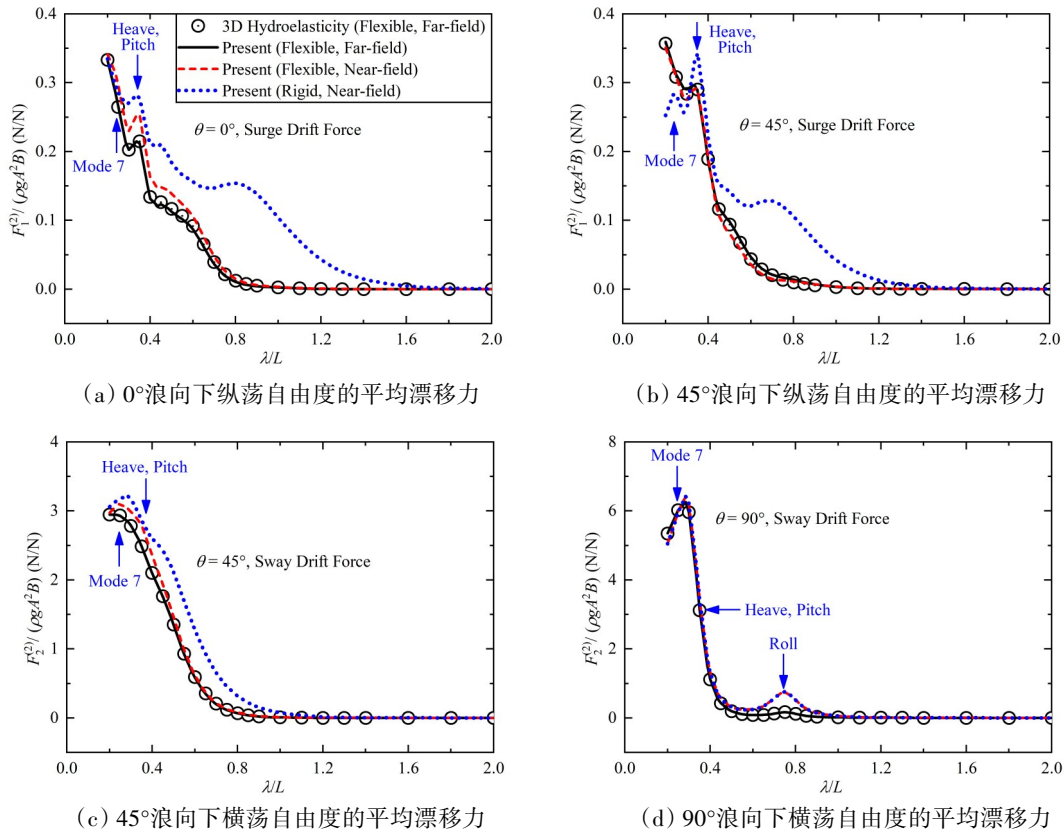 (a)
Heave,
Pitch
3D Hydroelasticity (Flexible, Far-field)
Present (Flexible, Far-field)
Present (Flexible, Near-field)
Present (Rigid, Near-field)
θ = 0°, Surge Drift Force
Mode 7
F₁⁽²⁾/ (ρgA²B) (N/N)
0.4
0.3
0.2
0.1
0.0
0.0 0.4 0.8 1.2 1.6 2.0
λ/L
(a) 0°浪向下纵荡自由度的平均漂移力
(b)
Heave,
Pitch
θ = 45°, Surge Drift Force
Mode 7
F₁⁽²⁾/ (ρgA²B) (N/N)
0.4
0.3
0.2
0.1
0.0
0.0 0.4 0.8 1.2 1.6 2.0
λ/L
(b) 45°浪向下纵荡自由度的平均漂移力
(c)
Heave, Pitch
θ = 45°, Sway Drift Force
Mode 7
F₂⁽²⁾/ (ρgA²B) (N/N)
4
3
2
1
0
0.0 0.4 0.8 1.2 1.6 2.0
λ/L
(c) 45°浪向下横荡自由度的平均漂移力
(d)
Mode 7
θ = 90°, Sway Drift Force
Heave, Pitch
Roll
F₂⁽²⁾/ (ρgA²B) (N/N)
8
6
4
2
0
0.0 0.4 0.8 1.2 1.6 2.0
λ/L
(d) 90°浪向下横荡自由度的平均漂移力